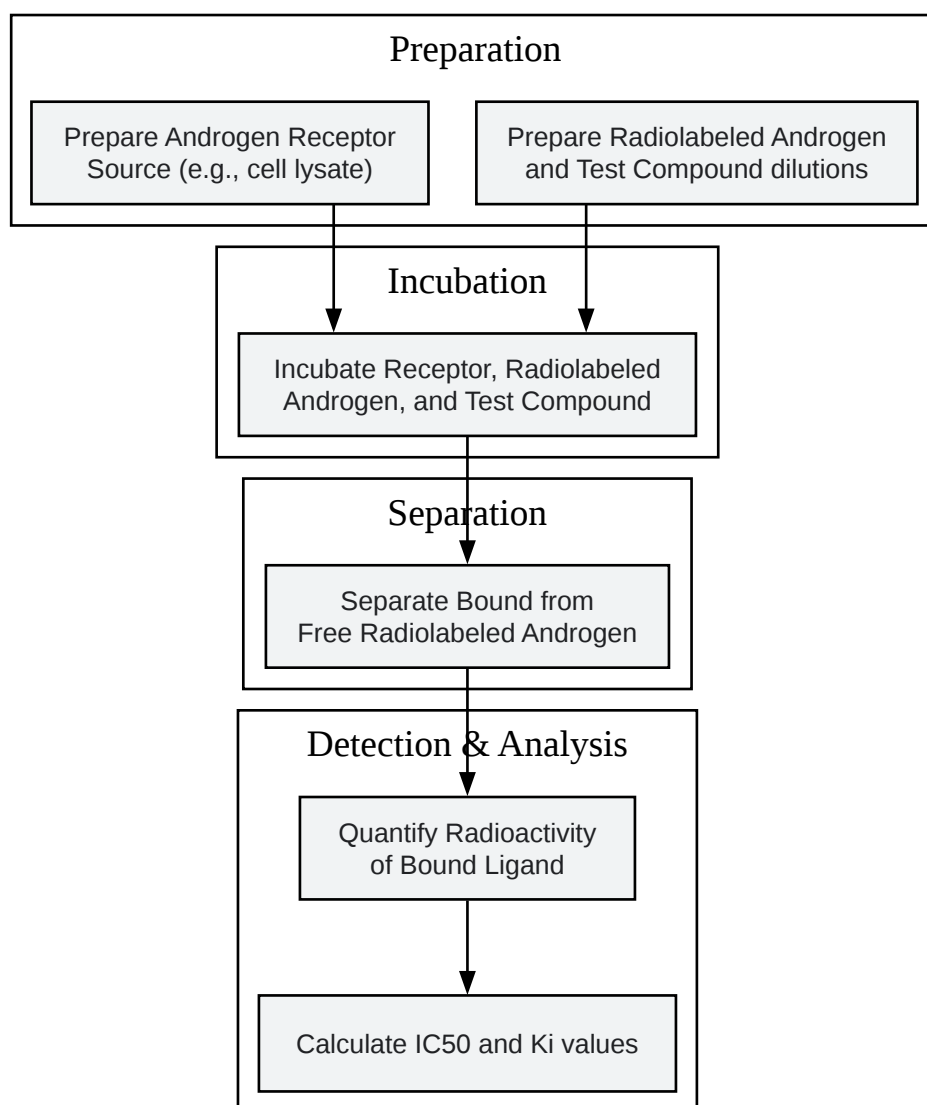 Preparation
Prepare Androgen Receptor
Source (e.g., cell lysate)
Prepare Radiolabeled Androgen
and Test Compound dilutions
Incubation
Incubate Receptor, Radiolabeled
Androgen, and Test Compound
Separation
Separate Bound from
Free Radiolabeled Androgen
Detection & Analysis
Quantify Radioactivity
of Bound Ligand
Calculate IC50 and Ki values